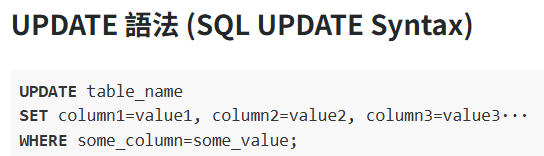 UPDATE 語法 (SQL UPDATE Syntax)
UPDATE table_name
SET column1=value1, column2=value2, column3=value3···
WHERE some_column=some_value;